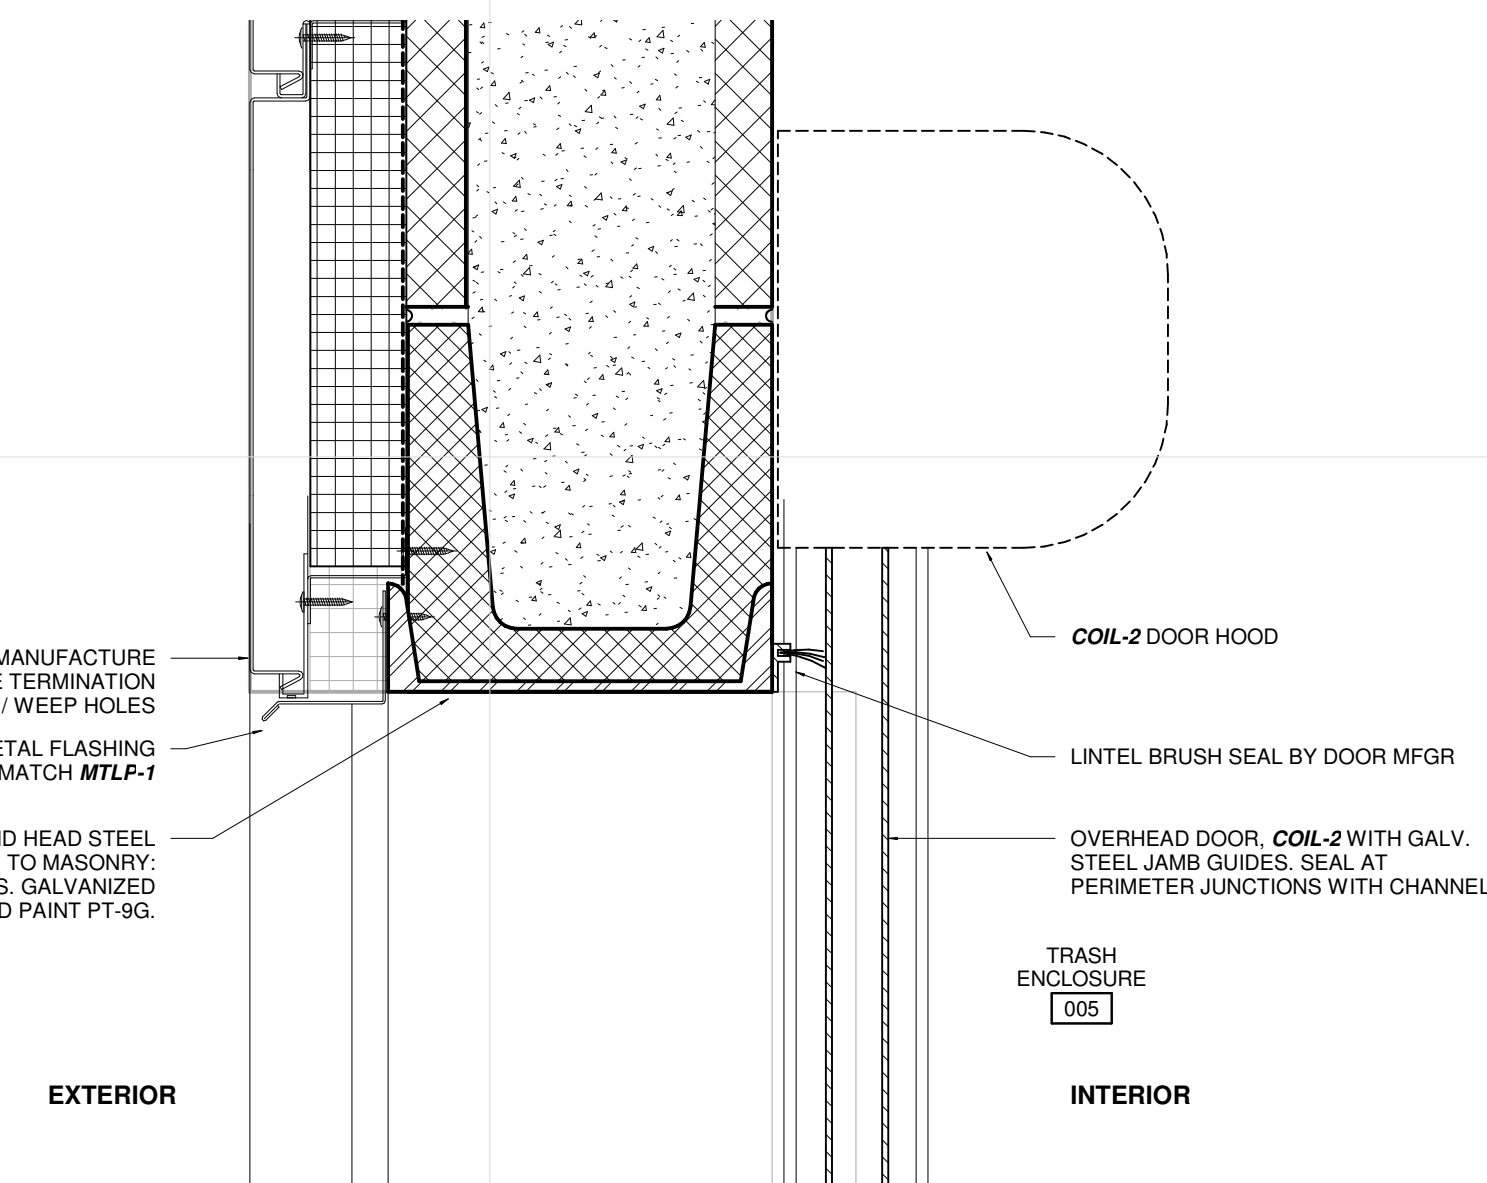 MANUFACTURE
TERMINATION
/ WEEP HOLES
METAL FLASHING
MATCH MTLP-1
HEAD STEEL
TO MASONRY:
GALVANIZED
PAINT PT-9G.
COIL-2 DOOR HOOD
LINTEL BRUSH SEAL BY DOOR MFGR
OVERHEAD DOOR, COIL-2 WITH GALV.
STEEL JAMB GUIDES. SEAL AT
PERIMETER JUNCTIONS WITH CHANNEL
TRASH
ENCLOSURE
005
EXTERIOR
INTERIOR